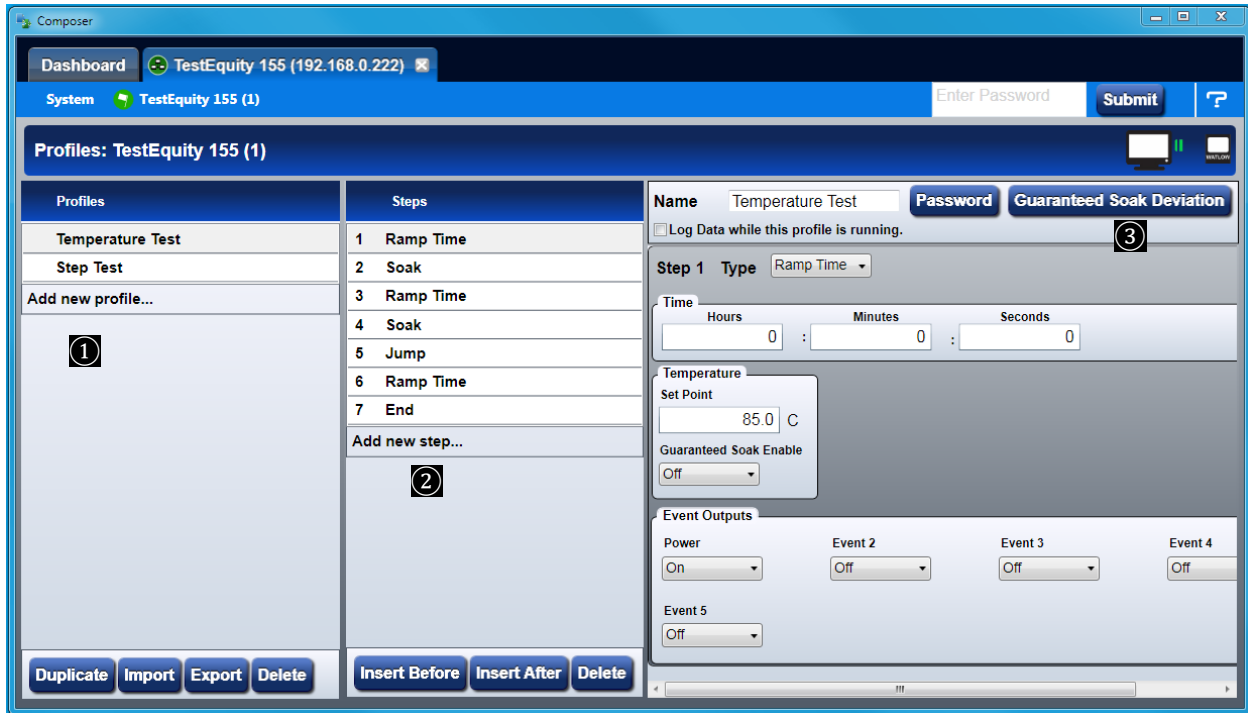 Composer
Dashboard TestEquity 155 (192.168.0.222)
System TestEquity 155 (1) Enter Password Submit ?
Profiles: TestEquity 155 (1)
WATLOW
Profiles
Temperature Test
Step Test
Add new profile...
①
Duplicate Import Export Delete
Steps
1 Ramp Time
2 Soak
3 Ramp Time
4 Soak
5 Jump
6 Ramp Time
7 End
Add new step...
②
Insert Before Insert After Delete
Name Temperature Test Password Guaranteed Soak Deviation
Log Data while this profile is running.
③
Step 1 Type Ramp Time
Time
Hours Minutes Seconds
0 : 0 : 0
Temperature
Set Point
85.0 C
Guaranteed Soak Enable
Off
Event Outputs
Power Event 2 Event 3 Event 4
On Off Off Off
Event 5
Off